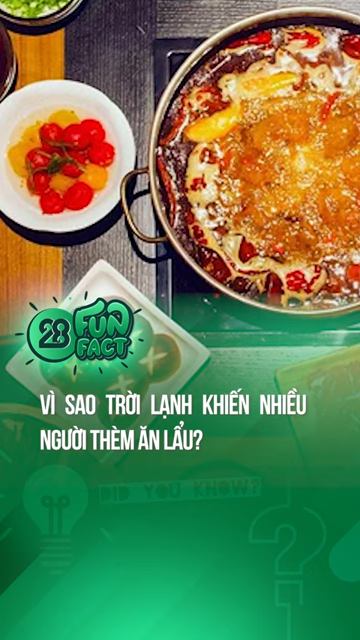 28 FUN
FACT
VÌ SAO TRỜI LẠNH KHIẾN NHIỀU
NGƯỜI THÈM ĂN LẨU?
DID YOU KNOW?